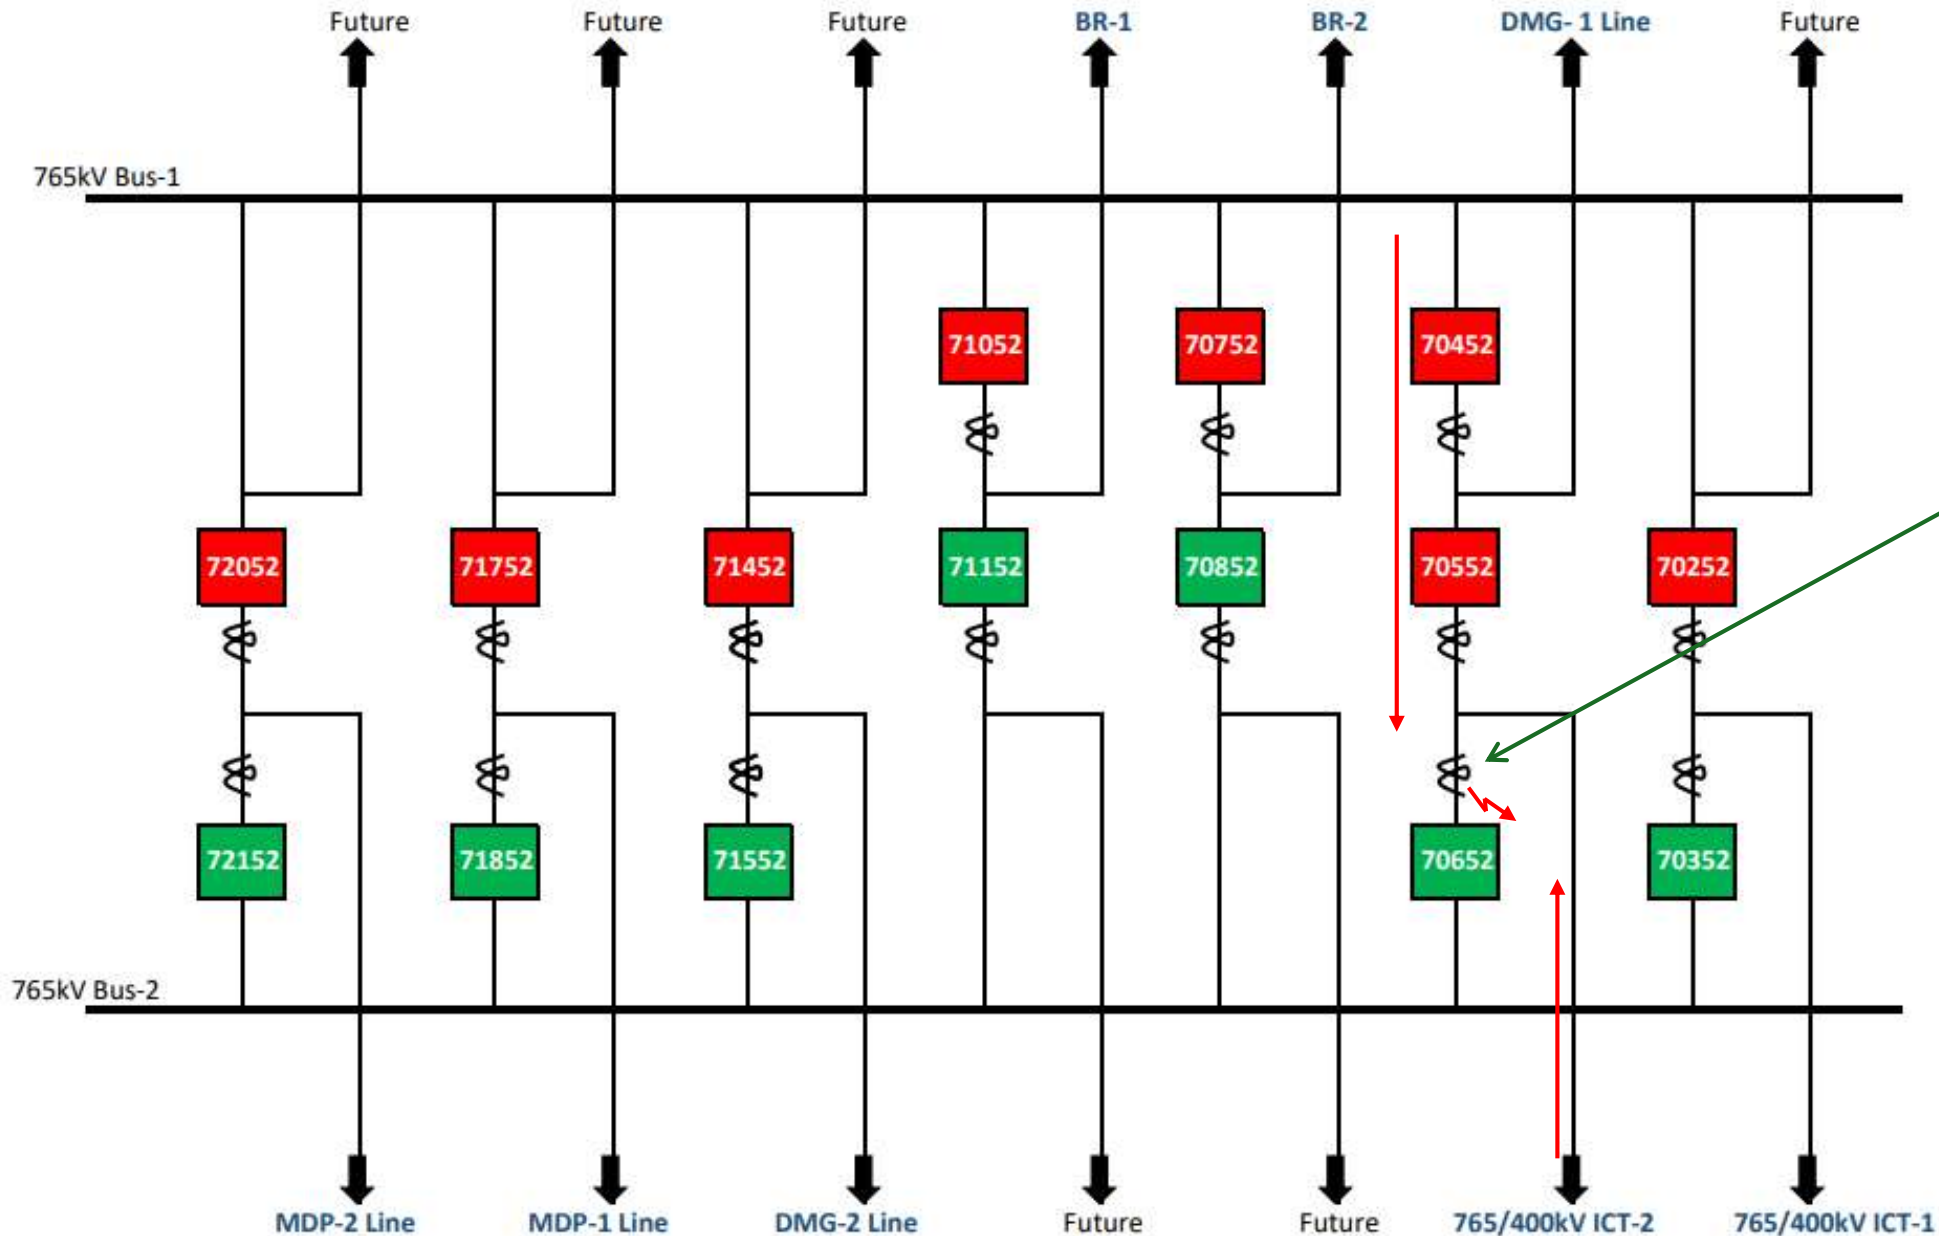 Future Future Future BR-1 BR-2 DMG- 1 Line Future
765kV Bus-1
71052 70752 70452
72052 71752 71452 71152 70852 70552 70252
72152 71852 71552 70652 70352
765kV Bus-2
MDP-2 Line MDP-1 Line DMG-2 Line Future Future 765/400kV ICT-2 765/400kV ICT-1